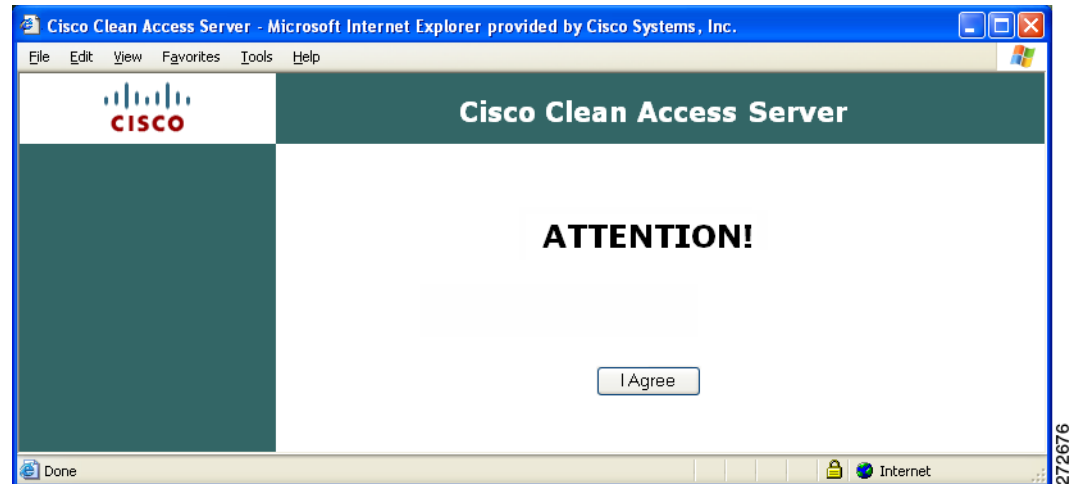 Cisco Clean Access Server - Microsoft Internet Explorer provided by Cisco Systems, Inc.
File Edit View Favorites Tools Help
CISCO
Cisco Clean Access Server
ATTENTION!
I Agree
Done
Internet
272676